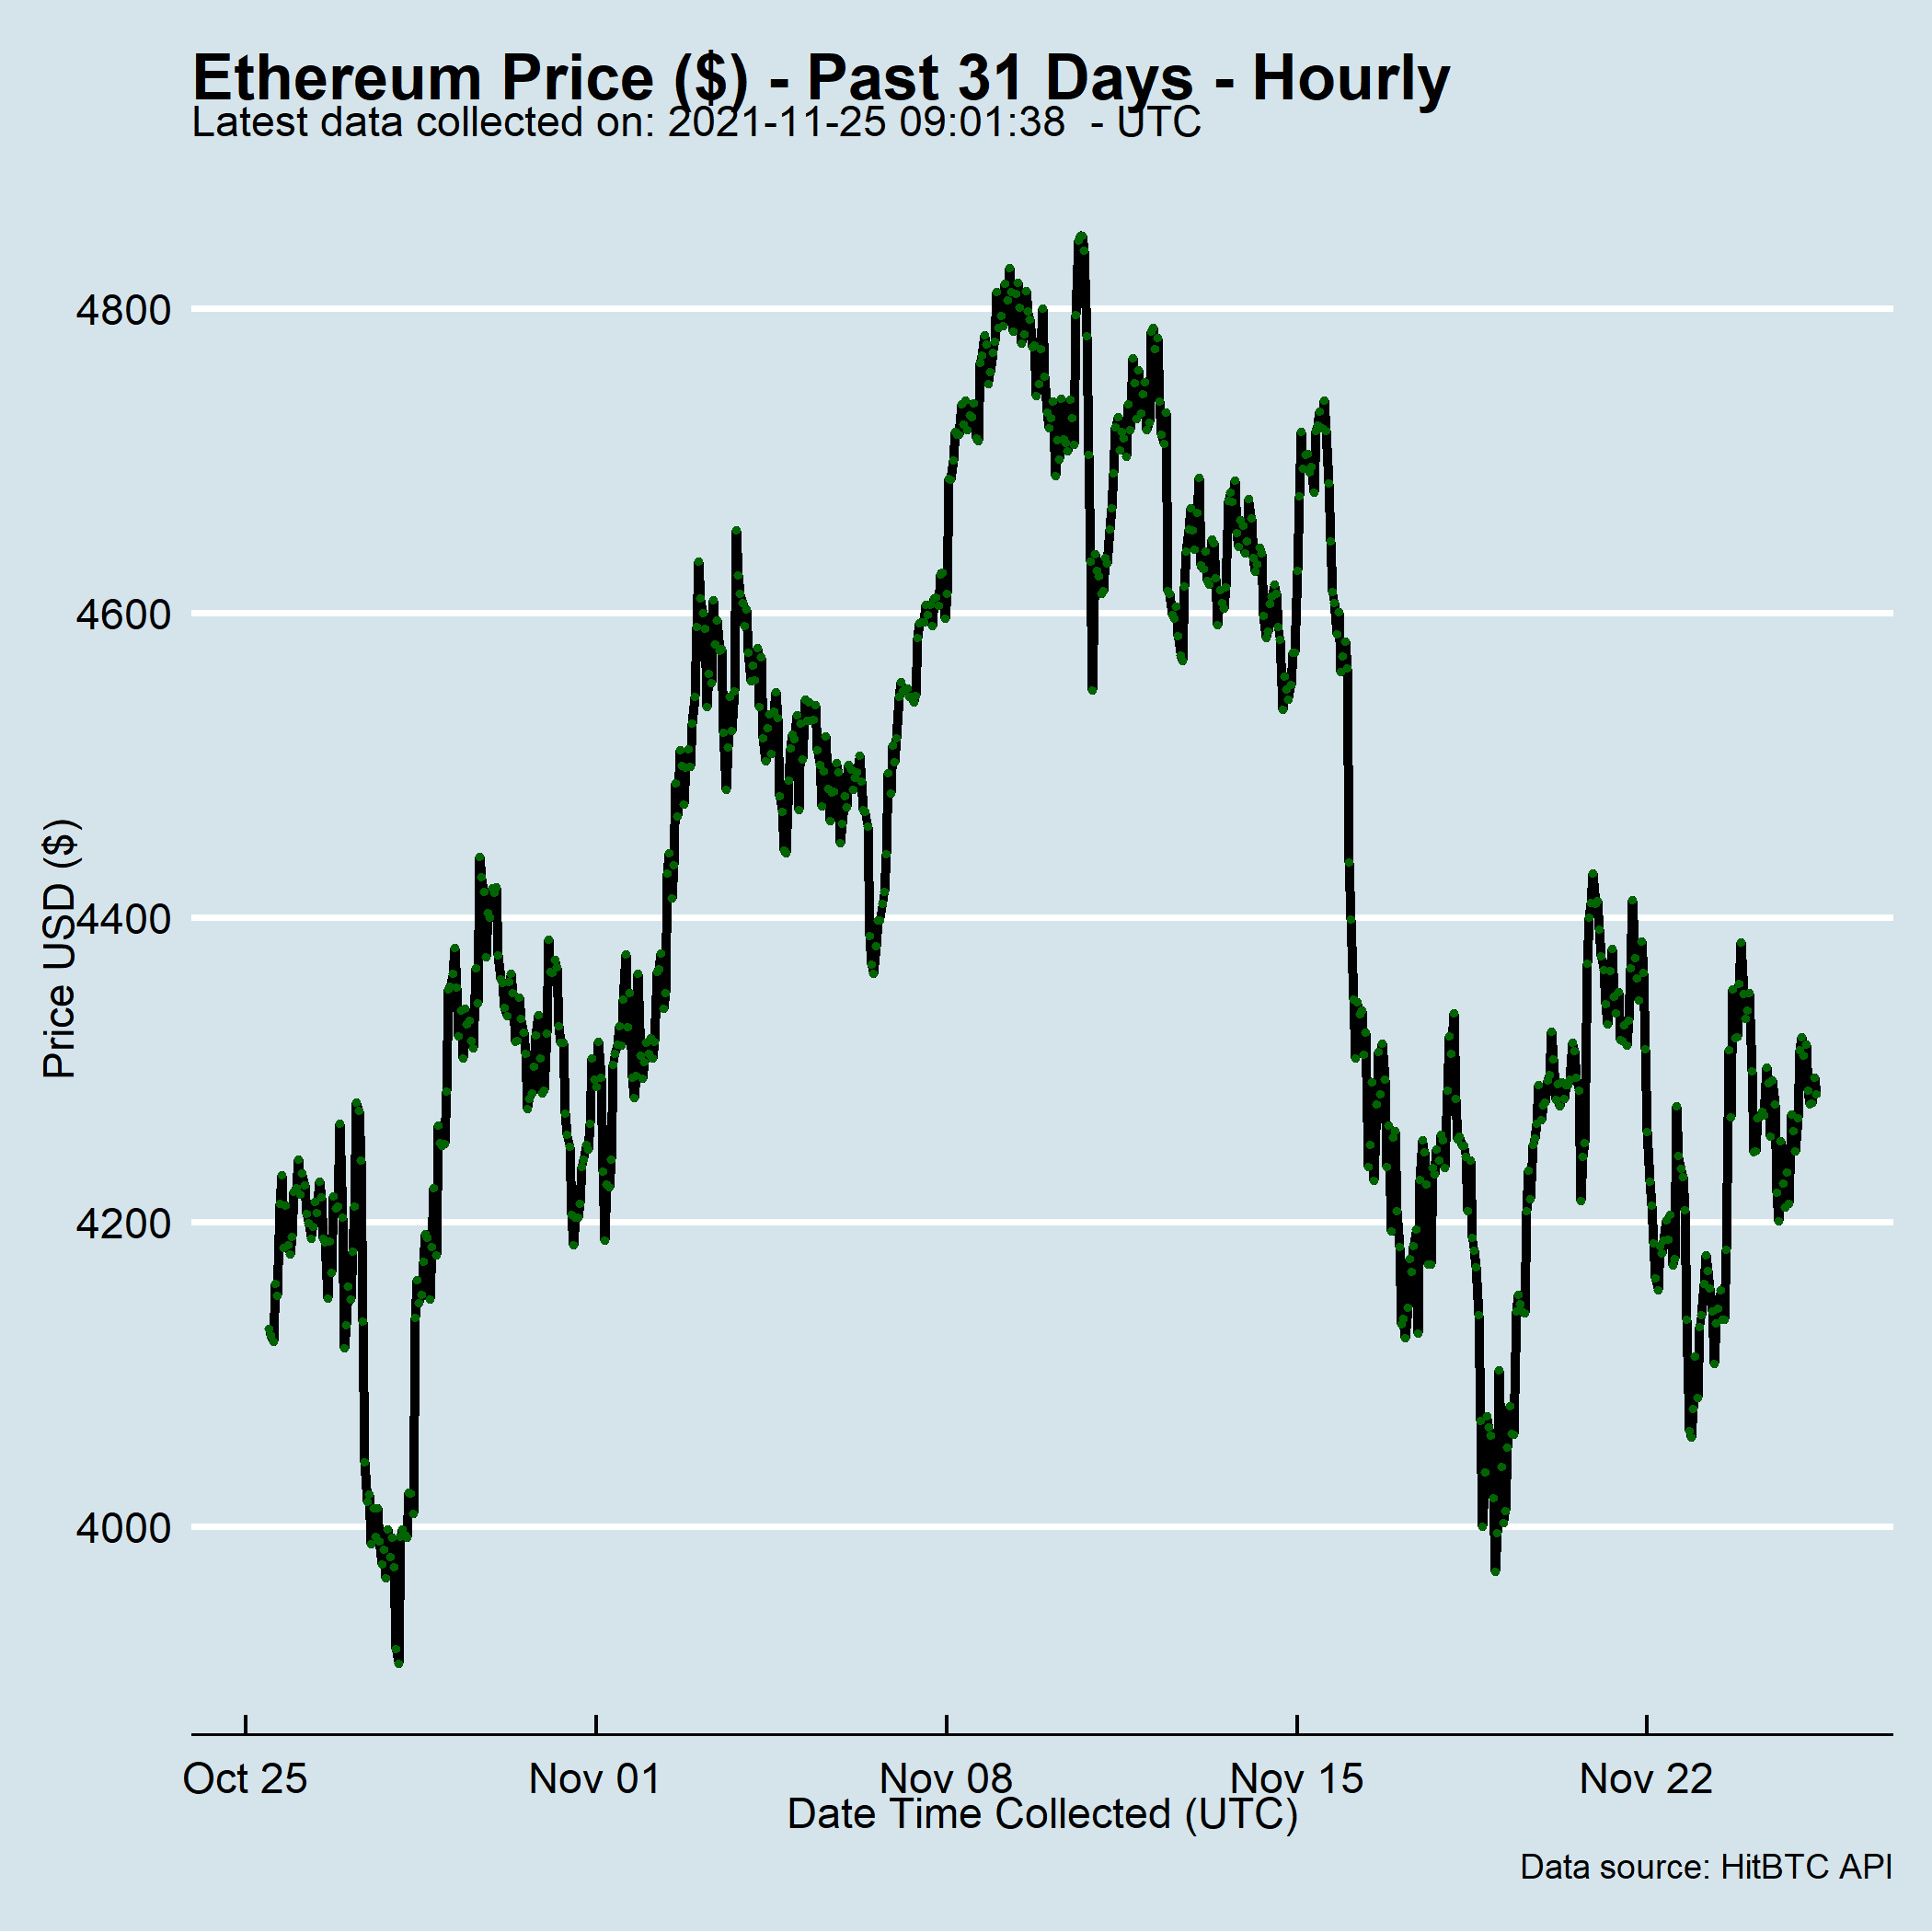 Ethereum Price ($) - Past 31 Days - Hourly
Latest data collected on: 2021-11-25 09:01:38  - UTC
Price USD ($)
4800
4600
4400
4200
4000
Oct 25 Nov 01 Nov 08 Nov 15 Nov 22
Date Time Collected (UTC)
Data source: HitBTC API